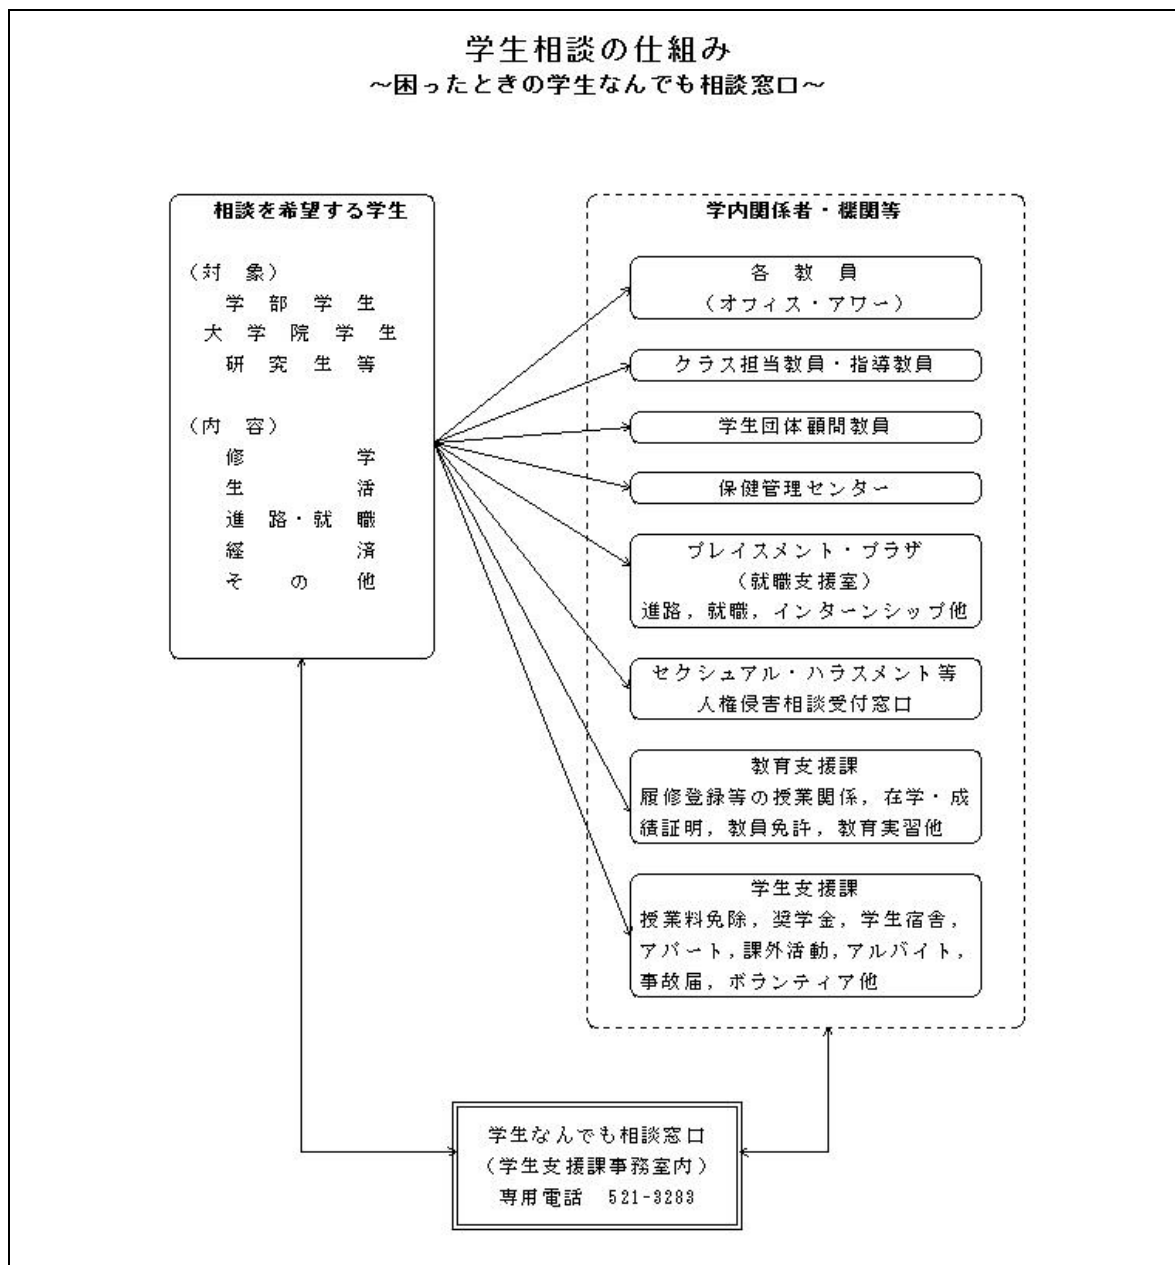 学生相談の仕組み
～困ったときの学生なんでも相談窓口～
相談を希望する学生
（対　象）
学　部　学　生
大　学　院　学　生
研　究　生　等
（内　容）
修　学
生　活
進　路・就　職
経　済
そ　の　他
学内関係者・機関等
各　教　員
（オフィス・アワー）
クラス担当教員・指導教員
学生団体顧問教員
保健管理センター
プレイスメント・プラザ
（就職支援室）
進路，就職，インターンシップ他
セクシュアル・ハラスメント等
人権侵害相談受付窓口
教育支援課
履修登録等の授業関係，在学・成
績証明，教員免許，教育実習他
学生支援課
授業料免除，奨学金，学生宿舎，
アパート，課外活動，アルバイト，
事故届，ボランティア他
学生なんでも相談窓口
（学生支援課事務室内）
専用電話　521-3283